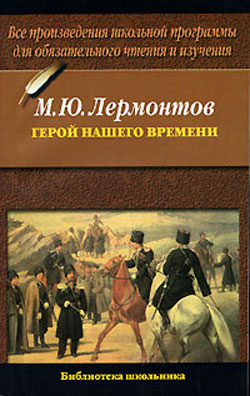 Все произведения школьной программы
для обязательного чтения и изучения
М.Ю. Лермонтов
ГЕРОЙ НАШЕГО ВРЕМЕНИ
Библиотека школьника